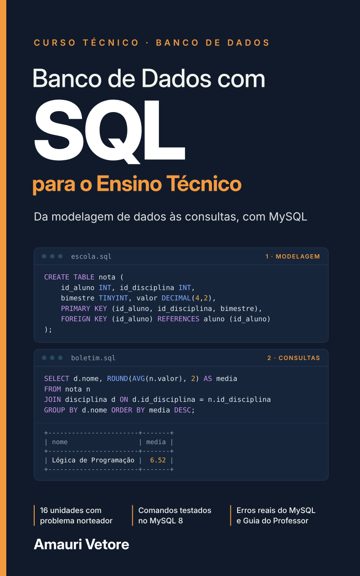 CURSO TÉCNICO · BANCO DE DADOS
Banco de Dados com
SQL
para o Ensino Técnico
Da modelagem de dados às consultas, com MySQL
escola.sql
1 · MODELAGEM
CREATE TABLE nota (
    id_aluno INT, id_disciplina INT,
    bimestre TINYINT, valor DECIMAL(4,2),
    PRIMARY KEY (id_aluno, id_disciplina, bimestre),
    FOREIGN KEY (id_aluno) REFERENCES aluno (id_aluno)
);
boletim.sql
2 · CONSULTAS
SELECT d.nome, ROUND(AVG(n.valor), 2) AS media
FROM nota n
JOIN disciplina d ON d.id_disciplina = n.id_disciplina
GROUP BY d.nome ORDER BY media DESC;
+----------------------+-------+
| nome                 | media |
+----------------------+-------+
| Lógica de Programação |  6.52 |
+----------------------+-------+
16 unidades com
problema norteador
Comandos testados
no MySQL 8
Erros reais do MySQL
e Guia do Professor
Amauri Vetore